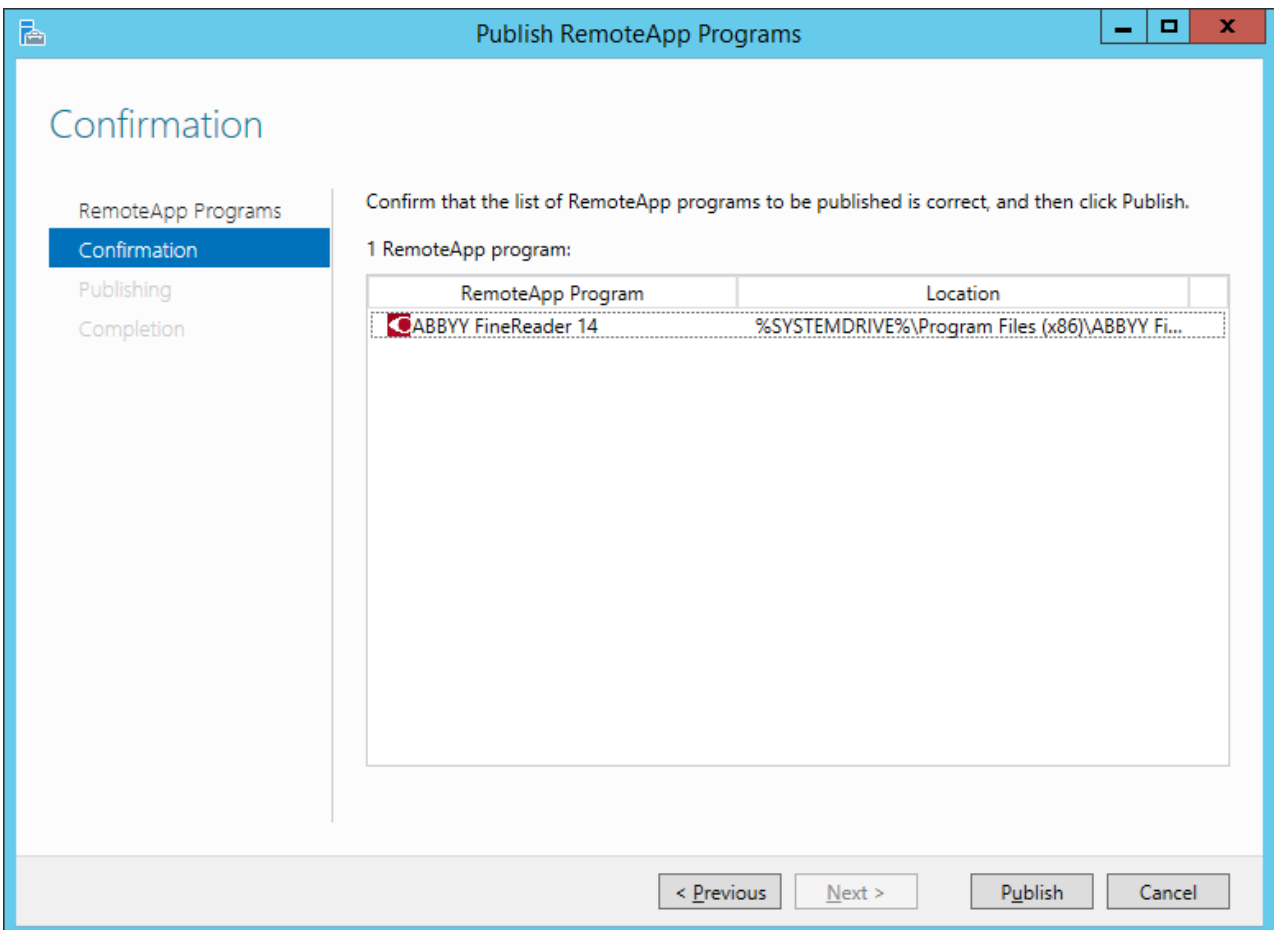 Publish RemoteApp Programs
Confirmation
RemoteApp Programs
Confirmation
Publishing
Completion
Confirm that the list of RemoteApp programs to be published is correct, and then click Publish.
1 RemoteApp program:
RemoteApp Program Location
ABBYY FineReader 14 %SYSTEMDRIVE%\Program Files (x86)\ABBYY Fi...
< Previous Next > Publish Cancel